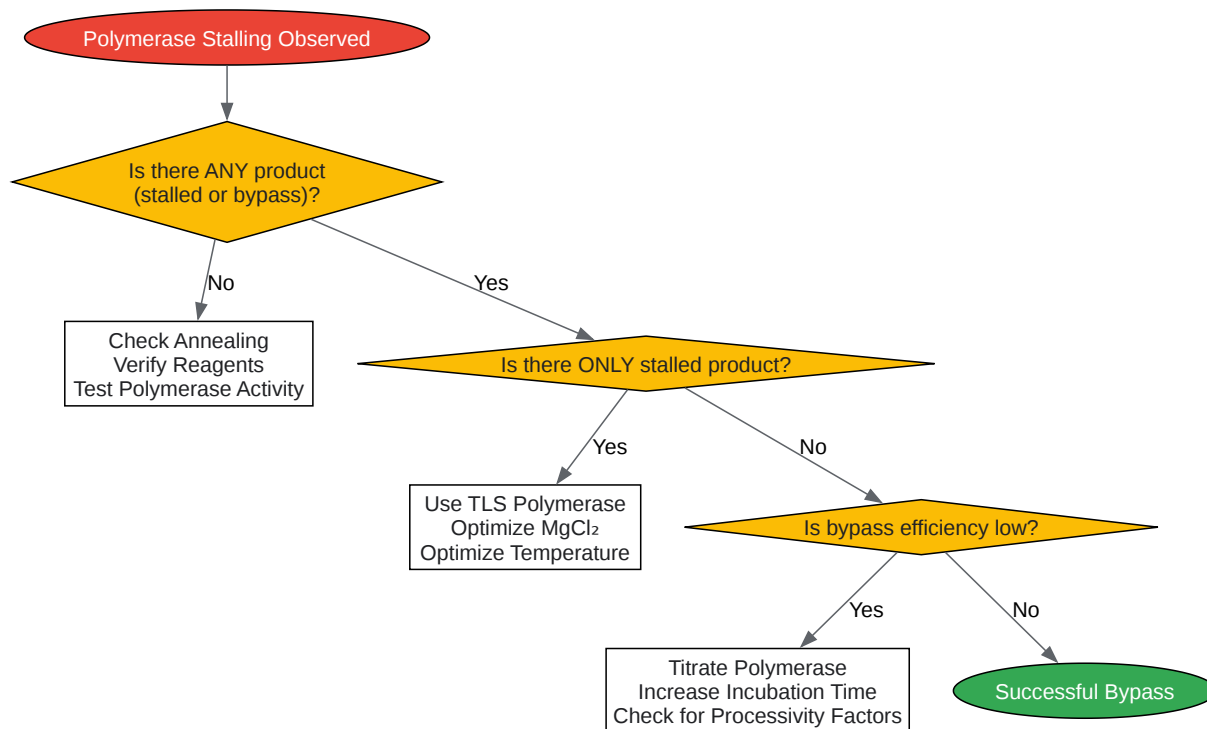 Polymerase Stalling Observed
Is there ANY product
(stalled or bypass)?
No
Yes
Check Annealing
Verify Reagents
Test Polymerase Activity
Is there ONLY stalled product?
Yes
No
Use TLS Polymerase
Optimize MgCl₂
Optimize Temperature
Is bypass efficiency low?
Yes
No
Titrate Polymerase
Increase Incubation Time
Check for Processivity Factors
Successful Bypass